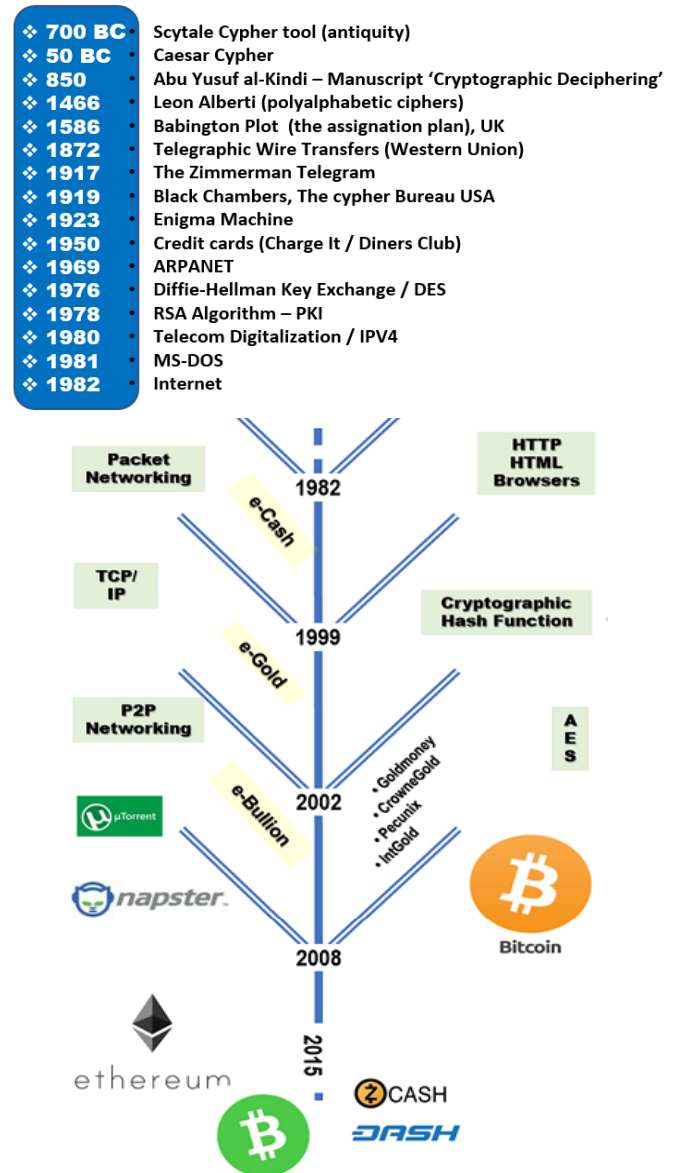 ❖ 700 BC • Scytale Cypher tool (antiquity)
❖ 50 BC • Caesar Cypher
❖ 850 • Abu Yusuf al-Kindi – Manuscript ‘Cryptographic Deciphering’
❖ 1466 • Leon Alberti (polyalphabetic ciphers)
❖ 1586 • Babington Plot (the assignation plan), UK
❖ 1872 • Telegraphic Wire Transfers (Western Union)
❖ 1917 • The Zimmerman Telegram
❖ 1919 • Black Chambers, The cypher Bureau USA
❖ 1923 • Enigma Machine
❖ 1950 • Credit cards (Charge It / Diners Club)
❖ 1969 • ARPANET
❖ 1976 • Diffie-Hellman Key Exchange / DES
❖ 1978 • RSA Algorithm – PKI
❖ 1980 • Telecom Digitalization / IPV4
❖ 1981 • MS-DOS
❖ 1982 • Internet
Packet
Networking
HTTP
HTML
Browsers
1982
e-Cash
TCP/
IP
Cryptographic
Hash Function
1999
e-Gold
P2P
Networking
A
E
S
2002
e-Bullion
• Goldmoney
• CrowneGold
• Pecunix
• IntGold
µTorrent
napster
Bitcoin
2008
ethereum
2015
ZCASH
DASH